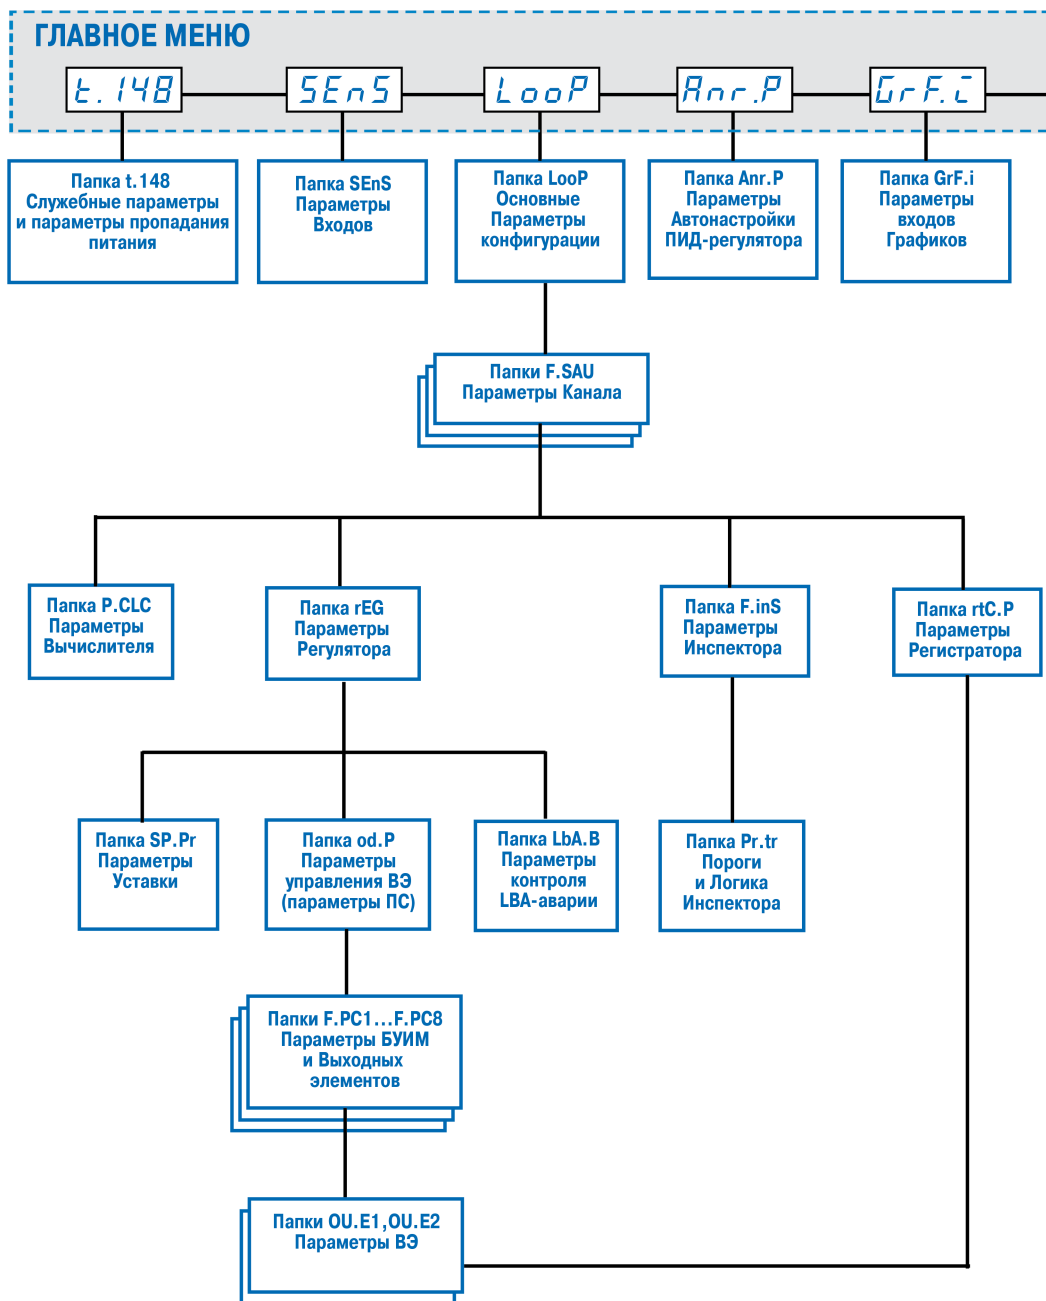 ГЛАВНОЕ МЕНЮ
t.148
SEnS
LooP
Anr.P
GrF.i
Папка t.148
Служебные параметры
и параметры пропадания
питания
Папка SEnS
Параметры
Входов
Папка LooP
Основные
Параметры
конфигурации
Папка Anr.P
Параметры
Автонастройки
ПИД-регулятора
Папка GrF.i
Параметры
входов
Графиков
Папки F.SAU
Параметры Канала
Папка P.CLC
Параметры
Вычислителя
Папка rEG
Параметры
Регулятора
Папка F.inS
Параметры
Инспектора
Папка rtC.P
Параметры
Регистратора
Папка SP.Pr
Параметры
Уставки
Папка od.P
Параметры
управления ВЭ
(параметры ПС)
Папка LbA.B
Параметры
контроля
LBA-аварии
Папка Pr.tr
Пороги
и Логика
Инспектора
Папки F.PC1...F.PC8
Параметры БУИМ
и Выходных
элементов
Папки OU.E1,OU.E2
Параметры ВЭ